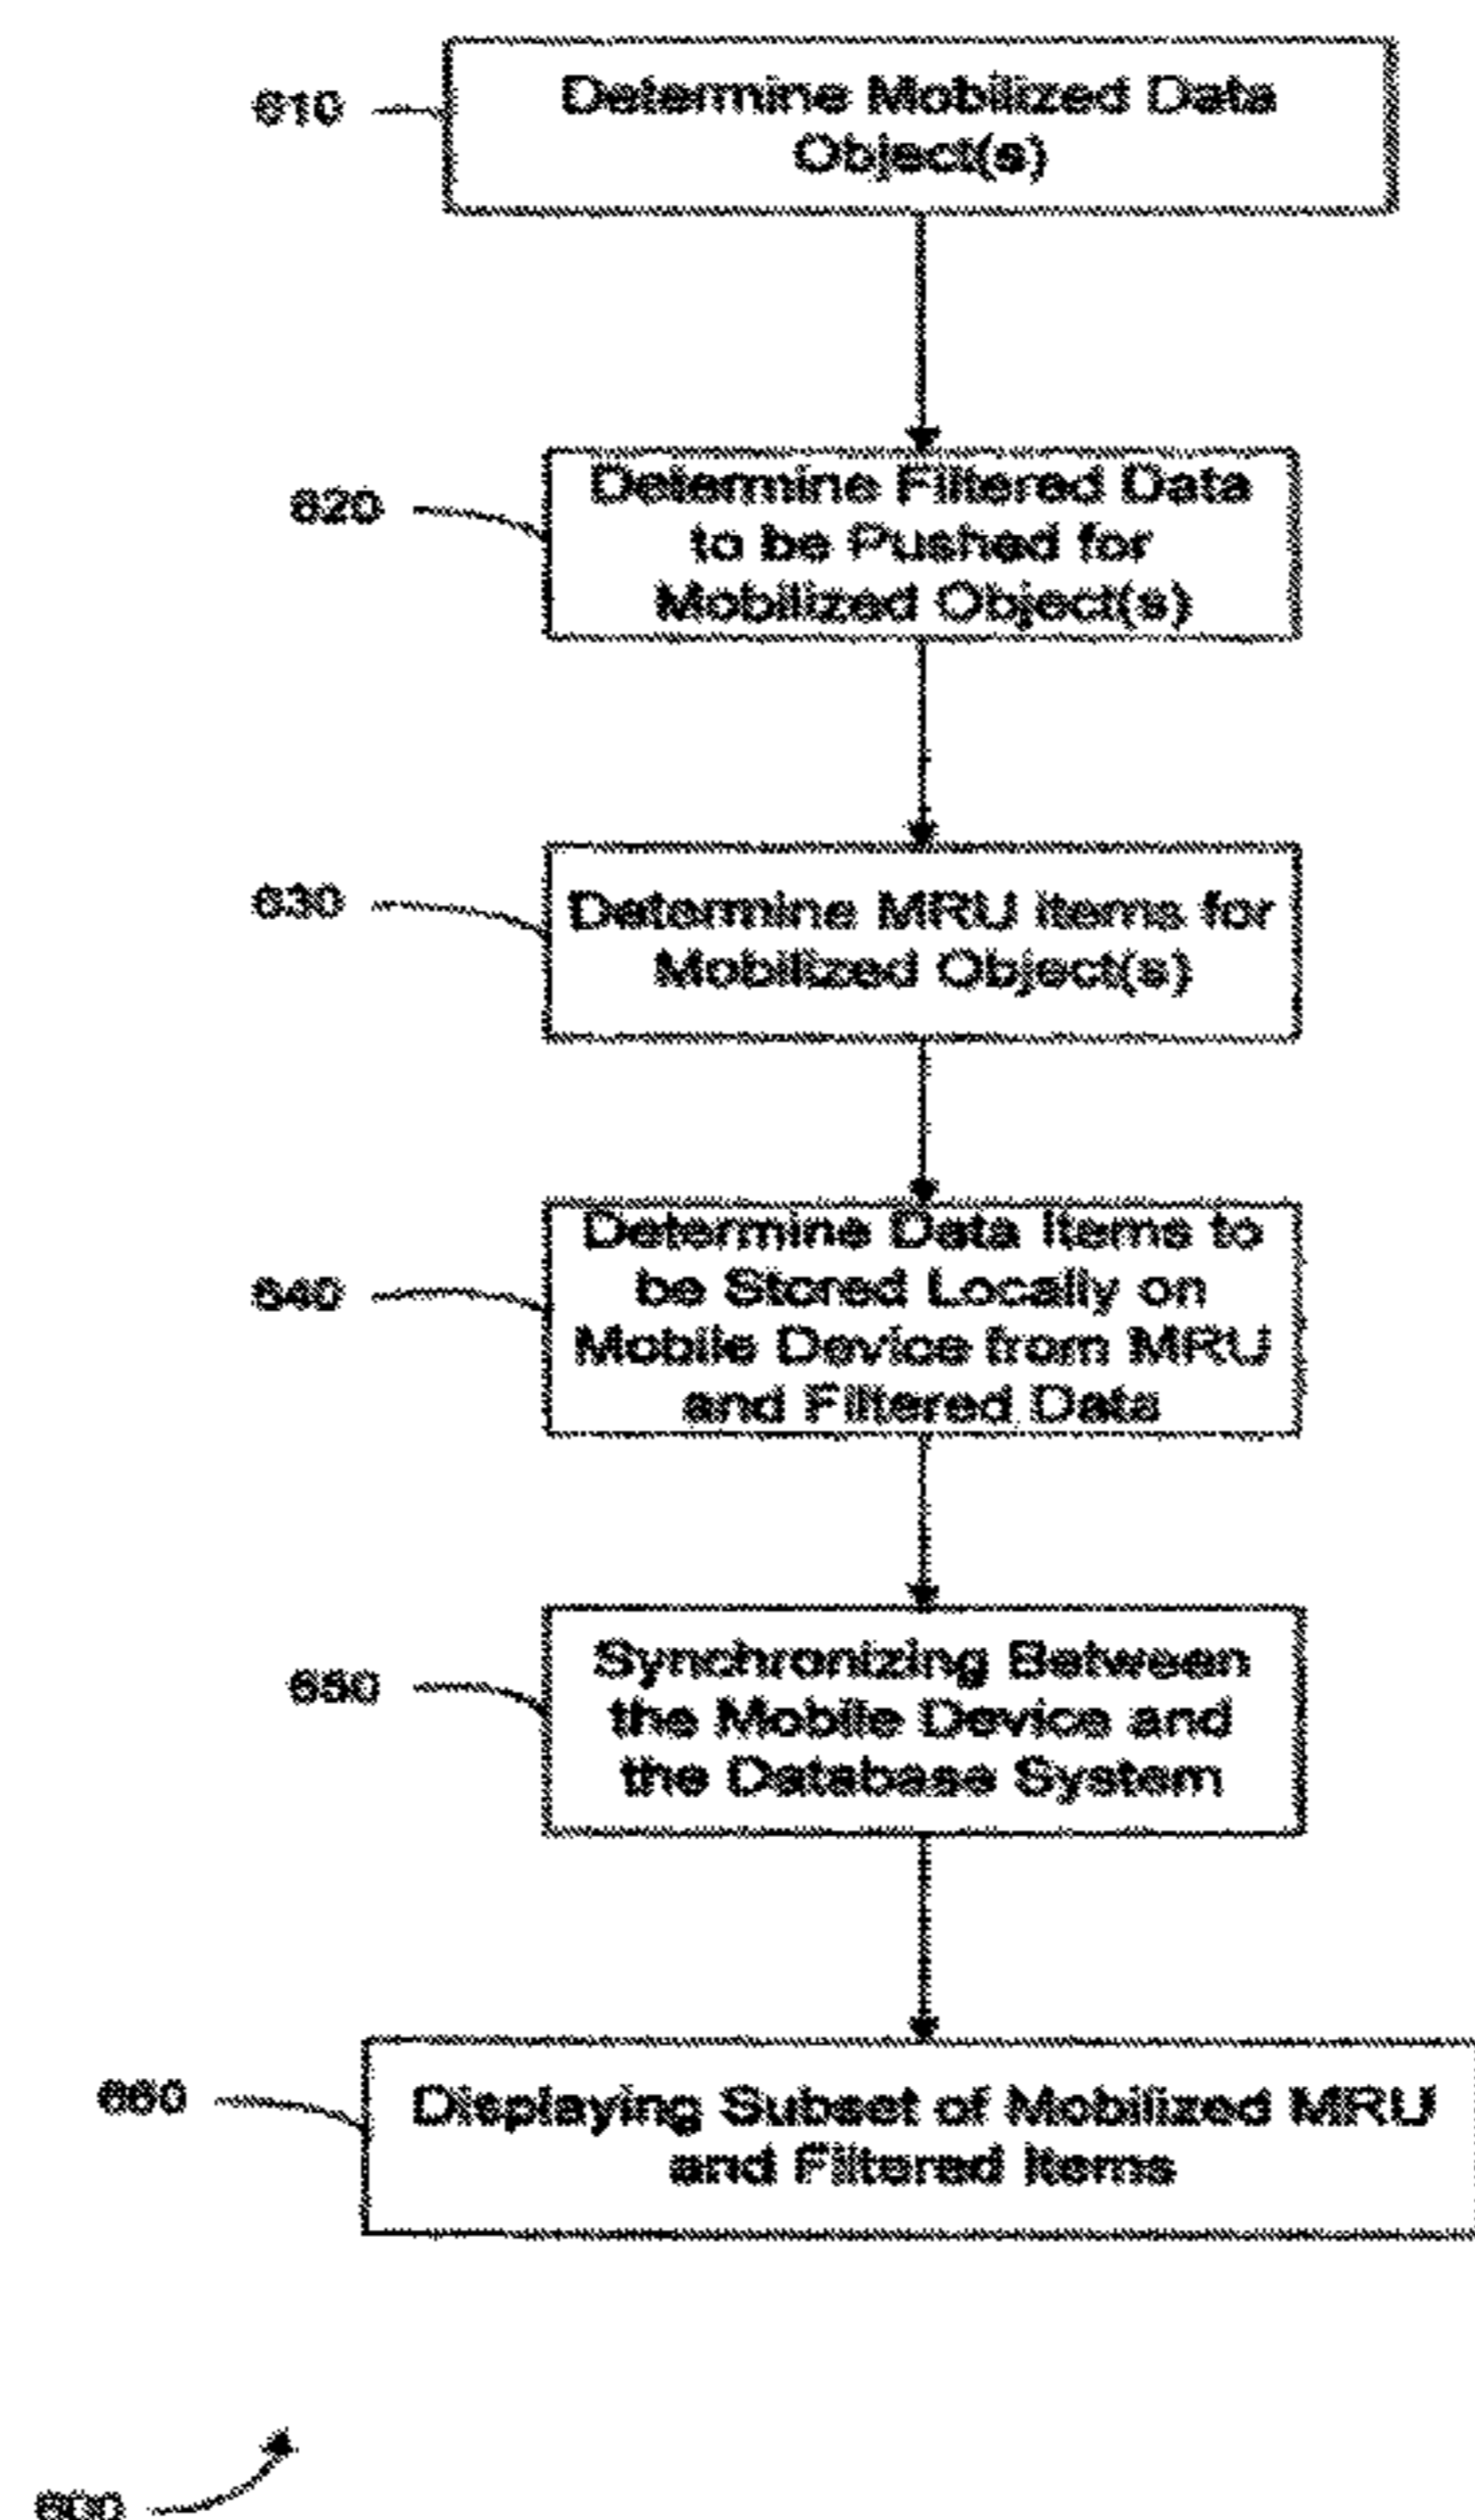 610
Determine Mobilized Data
Object(s)
620
Determine Filtered Data
to be Pushed for
Mobilized Object(s)
630
Determine MRU Items for
Mobilized Object(s)
640
Determine Data Items to
be Stored Locally on
Mobile Device from MRU
and Filtered Data
650
Synchronizing Between
the Mobile Device and
the Database System
660
Displaying Subset of Mobilized MRU
and Filtered Items
600